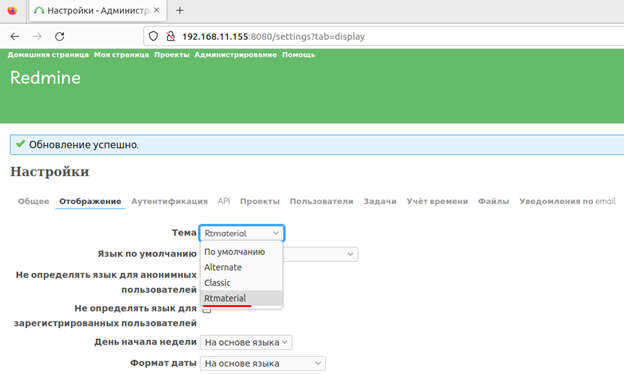 Настройки - Администр
192.168.11.155:8080/settings?tab=display
Домашняя страница Моя страница Проекты Администрирование Помощь
Redmine
Обновление успешно.
Настройки
Общее Отображение Аутентификация API Проекты Пользователи Задачи Учёт времени Файлы Уведомления по email
Тема Rtmaterial
По умолчанию
Язык по умолчанию
Alternate
Не определять язык для анонимных
Classic
пользователей
Rtmaterial
Не определять язык для
зарегистрированных пользователей
День начала недели На основе языка
Формат даты На основе языка